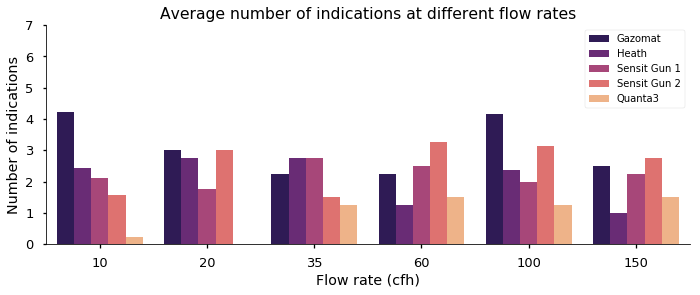 Average number of indications at different flow rates
7
6
5
4
3
2
1
0
Number of indications
Gazomat
Heath
Sensit Gun 1
Sensit Gun 2
Quanta3
10 20 35 60 100 150
Flow rate (cfh)